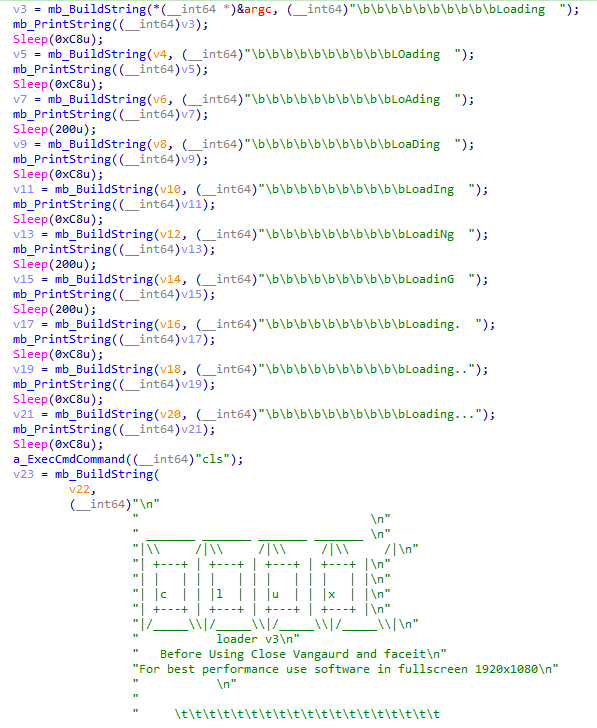 v3 = mb_BuildString(*(__int64 *)&argc, (__int64)"\b\b\b\b\b\b\b\b\b\bLoading  ");
mb_PrintString((__int64)v3);
Sleep(0xC8u);
v5 = mb_BuildString(v4, (__int64)"\b\b\b\b\b\b\b\b\b\bLOading  ");
mb_PrintString((__int64)v5);
Sleep(0xC8u);
v7 = mb_BuildString(v6, (__int64)"\b\b\b\b\b\b\b\b\b\bLoAding  ");
mb_PrintString((__int64)v7);
Sleep(200u);
v9 = mb_BuildString(v8, (__int64)"\b\b\b\b\b\b\b\b\b\bLoaDing  ");
mb_PrintString((__int64)v9);
Sleep(0xC8u);
v11 = mb_BuildString(v10, (__int64)"\b\b\b\b\b\b\b\b\b\bLoadIng  ");
mb_PrintString((__int64)v11);
Sleep(0xC8u);
v13 = mb_BuildString(v12, (__int64)"\b\b\b\b\b\b\b\b\b\bLoadiNg  ");
mb_PrintString((__int64)v13);
Sleep(200u);
v15 = mb_BuildString(v14, (__int64)"\b\b\b\b\b\b\b\b\b\bLoadinG  ");
mb_PrintString((__int64)v15);
Sleep(200u);
v17 = mb_BuildString(v16, (__int64)"\b\b\b\b\b\b\b\b\b\bLoading.  ");
mb_PrintString((__int64)v17);
Sleep(0xC8u);
v19 = mb_BuildString(v18, (__int64)"\b\b\b\b\b\b\b\b\b\bLoading..");
mb_PrintString((__int64)v19);
Sleep(0xC8u);
v21 = mb_BuildString(v20, (__int64)"\b\b\b\b\b\b\b\b\b\bLoading...");
mb_PrintString((__int64)v21);
Sleep(0xC8u);
a_ExecCmdCommand((__int64)"cls");
v23 = mb_BuildString(
v22,
(__int64)"\n"
"                                 \n"
" _______ _______ _______ _______ \n"
"|\\     /|\\     /|\\     /|\\     /|\n"
"| +---+ | +---+ | +---+ | +---+ |\n"
"| |   | | |   | | |   | | |   | |\n"
"| |c  | | |l  | | |u  | | |x  | |\n"
"| +---+ | +---+ | +---+ | +---+ |\n"
"|/_____\\|/_____\\|/_____\\|/_____\\|\n"
"           loader v3\n"
"   Before Using Close Vangaurd and faceit\n"
"For best performance use software in fullscreen 1920x1080\n"
"           \n"
"
"     \t\t\t\t\t\t\t\t\t\t\t\t\t\t\t\t\t\t\t